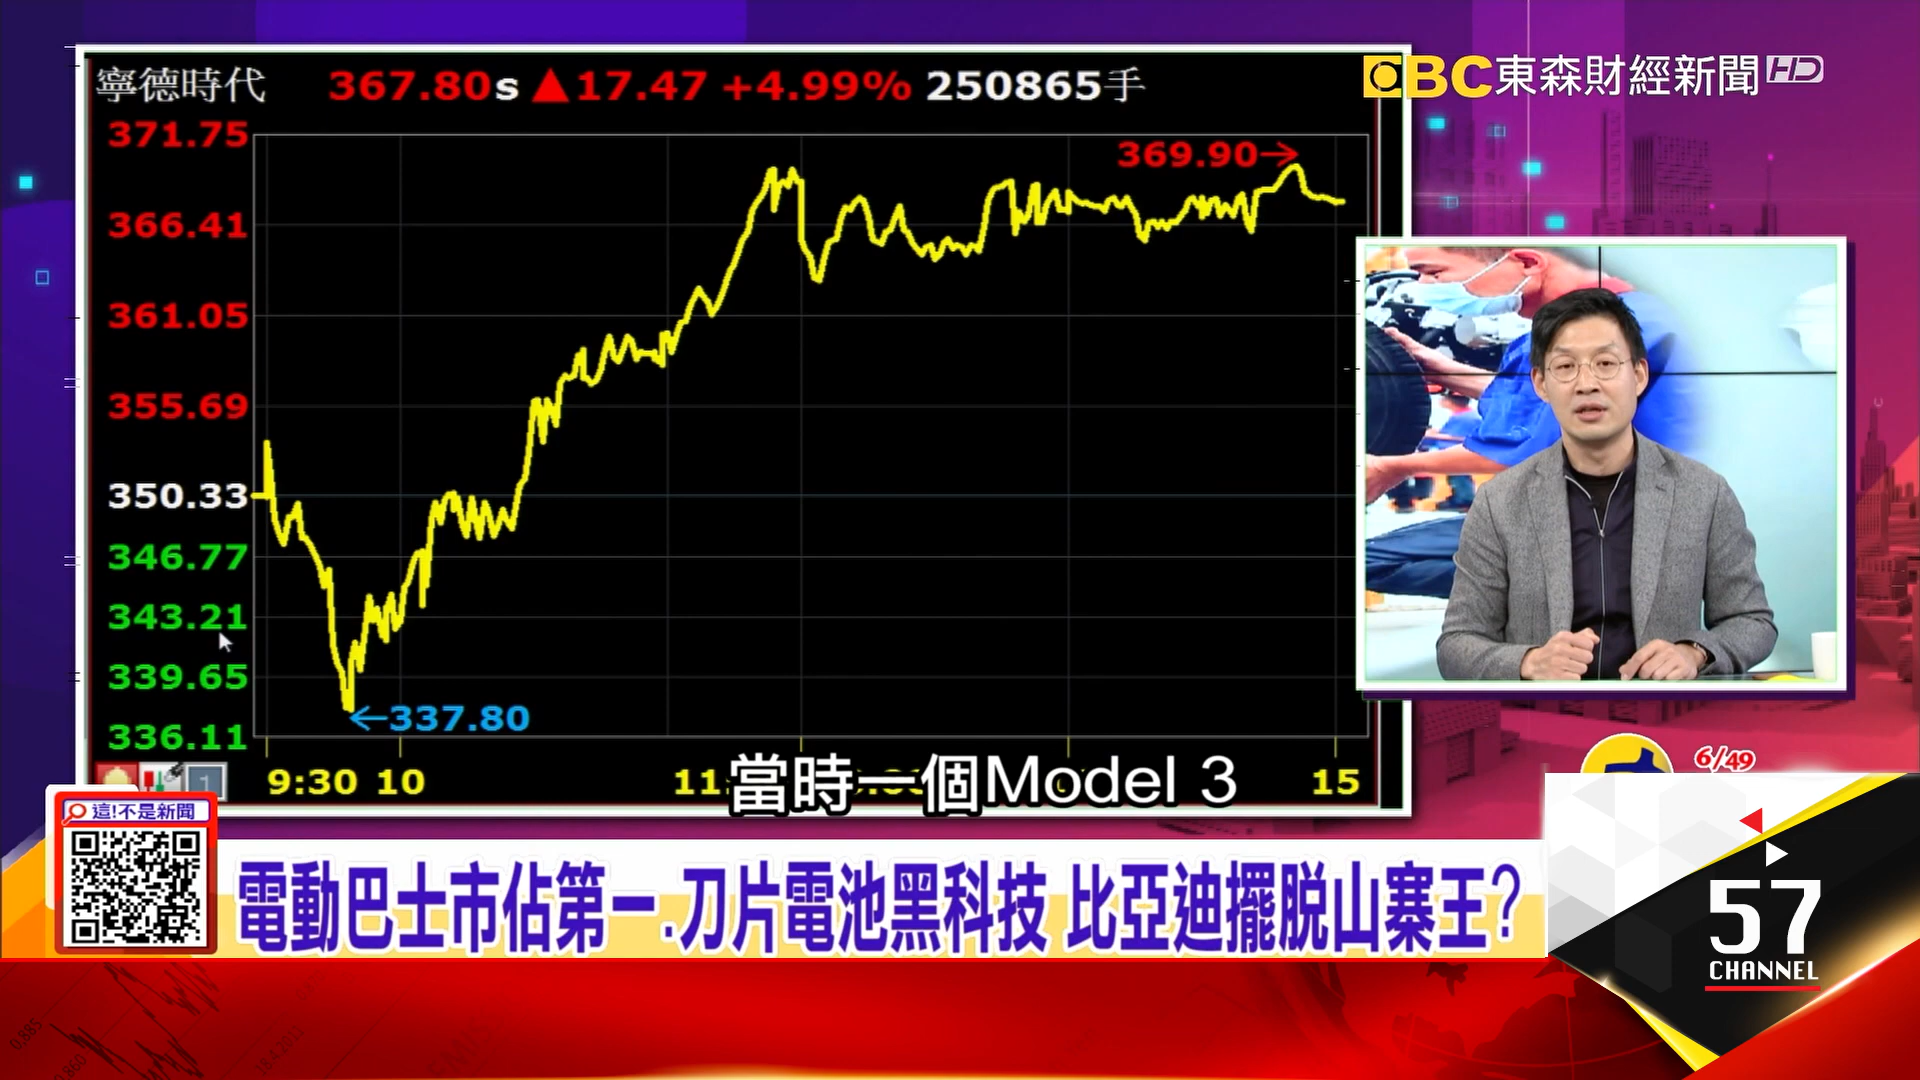 寧德時代 367.80s ▲17.47 +4.99% 250865手
EBC東森財經新聞HD
371.75
369.90→
366.41
361.05
355.69
350.33
346.77
343.21
339.65
←337.80
336.11
9:30 10
15
當時一個Model 3
6/49
這!不是新聞
電動巴士市佔第一.刀片電池黑科技 比亞迪擺脫山寨王?
57
CHANNEL